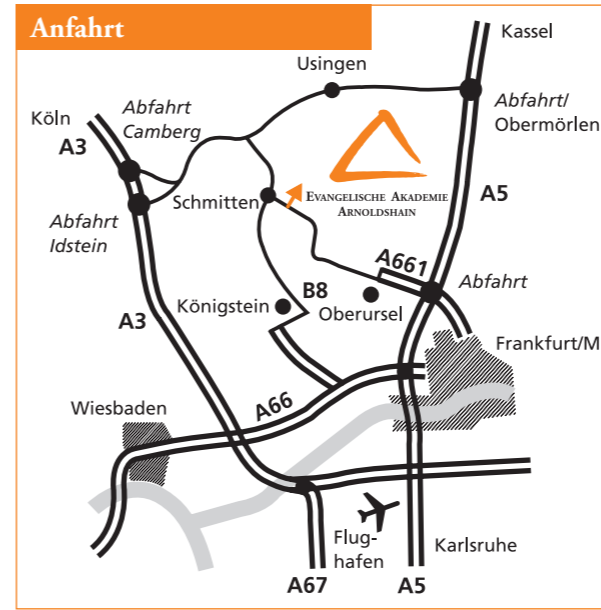 Anfahrt
Kassel
Usingen
Köln
A3
Abfahrt
Camberg
Abfahrt/
Obermörlen
EVANGELISCHE AKADEMIE
ARNOLDSHAIN
Schmitten
A5
Abfahrt
Idstein
A661
Abfahrt
B8
Königstein
Oberursel
A3
Frankfurt/M
Wiesbaden
A66
Flug-
hafen
Karlsruhe
A67
A5